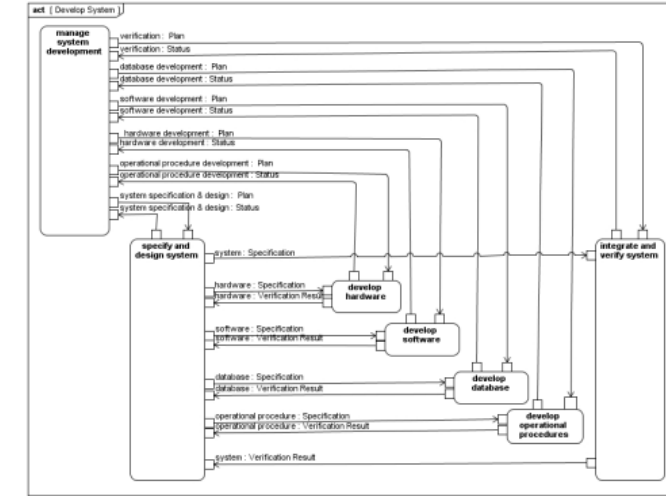 act [ Develop System ]
manage
system
development
verification : Plan
verification : Status
database development : Plan
database development : Status
software development : Plan
software development : Status
hardware development : Plan
hardware development : Status
operational procedure development : Plan
operational procedure development : Status
system specification & design : Plan
system specification & design : Status
specify and
design system
integrate and
verify system
system : Specification
hardware : Specification
hardware : Verification Result
develop
hardware
software : Specification
software : Verification Result
develop
software
database : Specification
database : Verification Result
develop
database
operational procedure : Specification
operational procedure : Verification Result
develop
operational
procedures
system : Verification Result